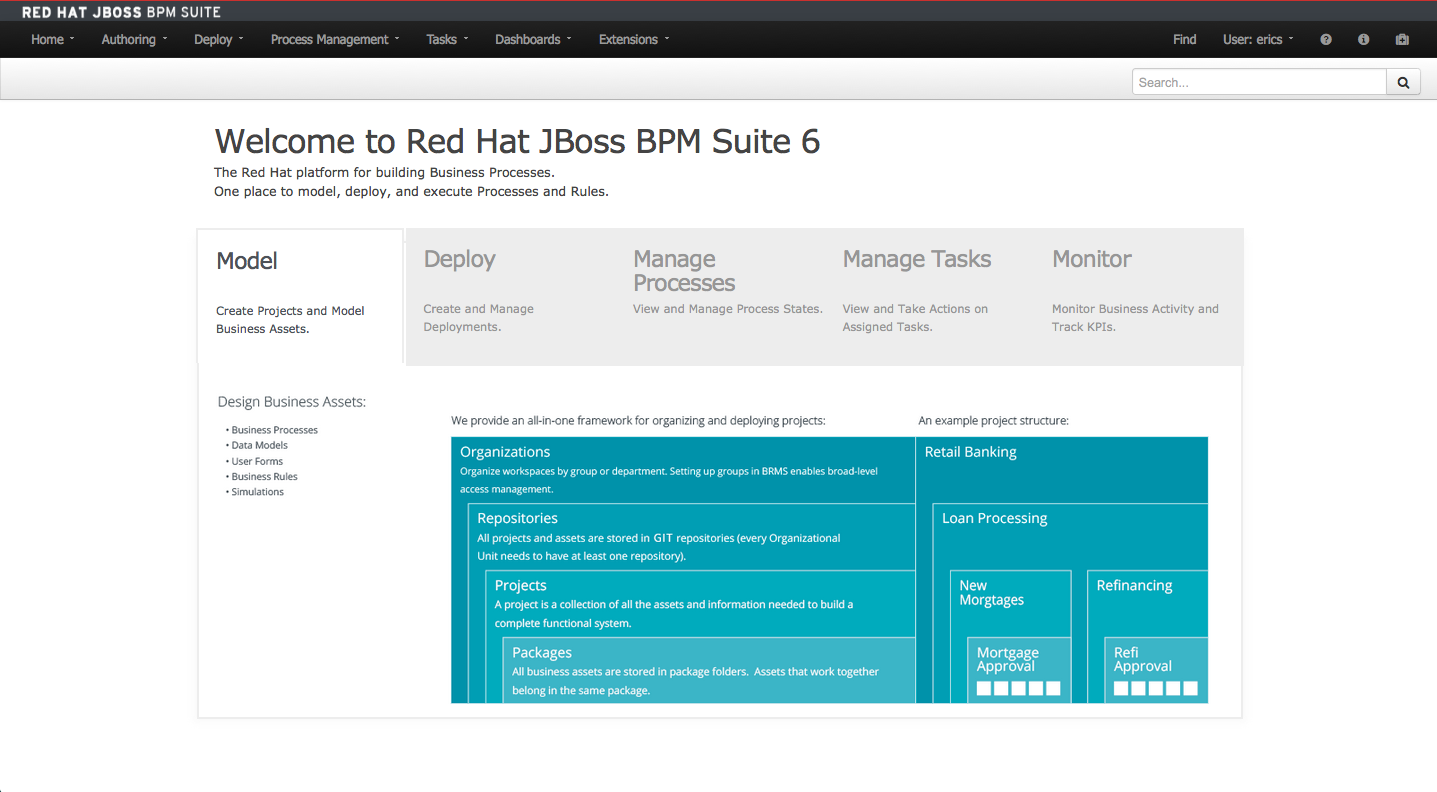 RED HAT JBOSS BPM SUITE
Home Authoring Deploy Process Management Tasks Dashboards Extensions Find User: erics
Search...
Welcome to Red Hat JBoss BPM Suite 6
The Red Hat platform for building Business Processes.
One place to model, deploy, and execute Processes and Rules.
Model
Create Projects and Model
Business Assets.
Deploy
Create and Manage
Deployments.
Manage
Processes
View and Manage Process States.
Manage Tasks
View and Take Actions on
Assigned Tasks.
Monitor
Monitor Business Activity and
Track KPIs.
Design Business Assets:
• Business Processes
• Data Models
• User Forms
• Business Rules
• Simulations
We provide an all-in-one framework for organizing and deploying projects:
Organizations
Organize workspaces by group or department. Setting up groups in BRMS enables broad-level
access management.
Repositories
All projects and assets are stored in GIT repositories (every Organizational
Unit needs to have at least one repository).
Projects
A project is a collection of all the assets and information needed to build a
complete functional system.
Packages
All business assets are stored in package folders. Assets that work together
belong in the same package.
An example project structure:
Retail Banking
Loan Processing
New
Morgtages
Mortgage
Approval
Refinancing
Refi
Approval